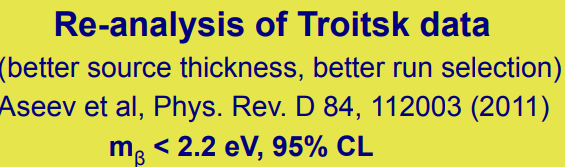 Re-analysis of Troitsk data
(better source thickness, better run selection)
Aseev et al, Phys. Rev. D 84, 112003 (2011)
mβ < 2.2 eV, 95% CL